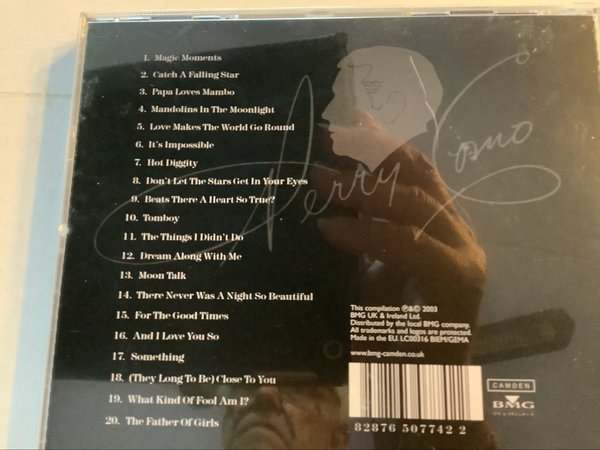 1. Magic Moments
2. Catch A Falling Star
3. Papa Loves Mambo
4. Mandolins In The Moonlight
5. Love Makes The World Go Round
6. It's Impossible
7. Hot Diggity
8. Don't Let The Stars Get In Your Eyes
9. Beats There A Heart So True?
10. Tomboy
11. The Things I Didn't Do
12. Dream Along With Me
13. Moon Talk
14. There Never Was A Night So Beautiful
15. For The Good Times
16. And I Love You So
17. Something
18. (They Long To Be) Close To You
19. What Kind Of Fool Am I?
20. The Father Of Girls
Perry Como
This compilation ℗&© 2003
BMG UK & Ireland Ltd.
Distributed by the local BMG company.
All trademarks and logos are protected.
Made in the EU. LC00316 BIEM/GEMA
www.bmg-camden.co.uk
82876 507742 2
CAMDEN
BMG